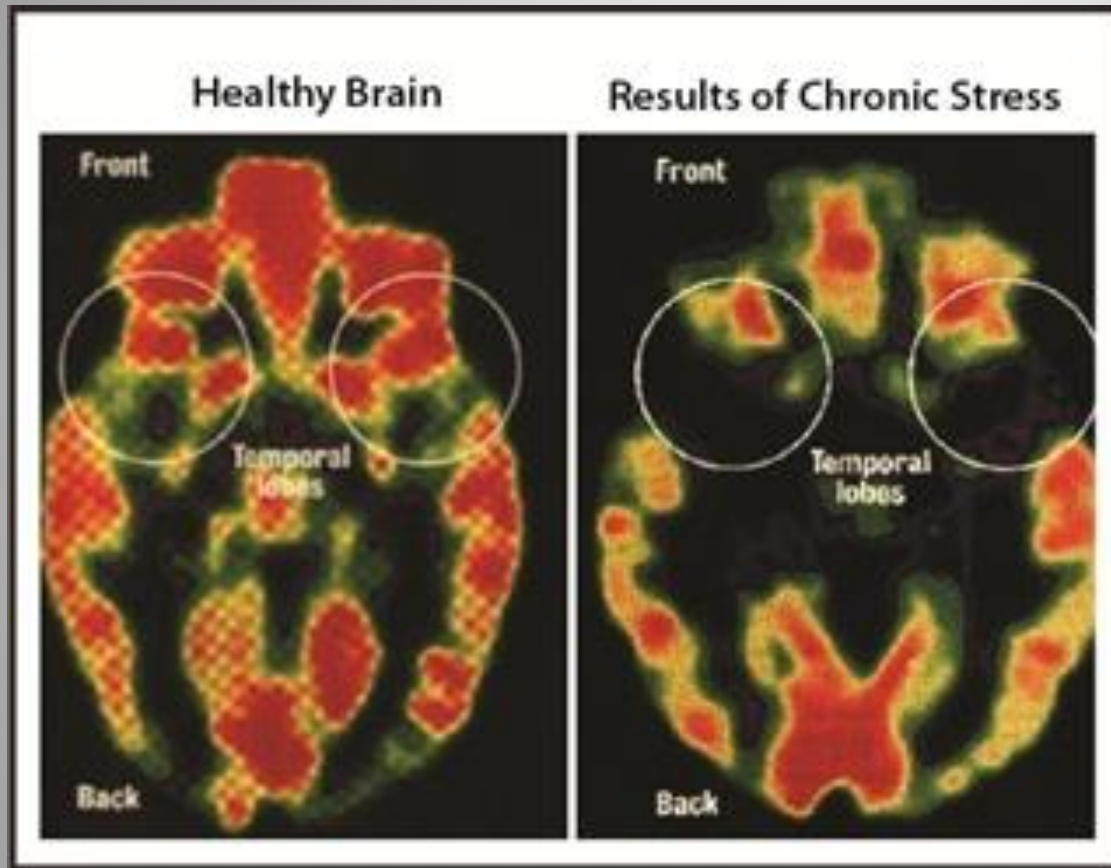 Healthy Brain
Front
Temporal
lobes
Back
Results of Chronic Stress
Front
Temporal
lobes
Back